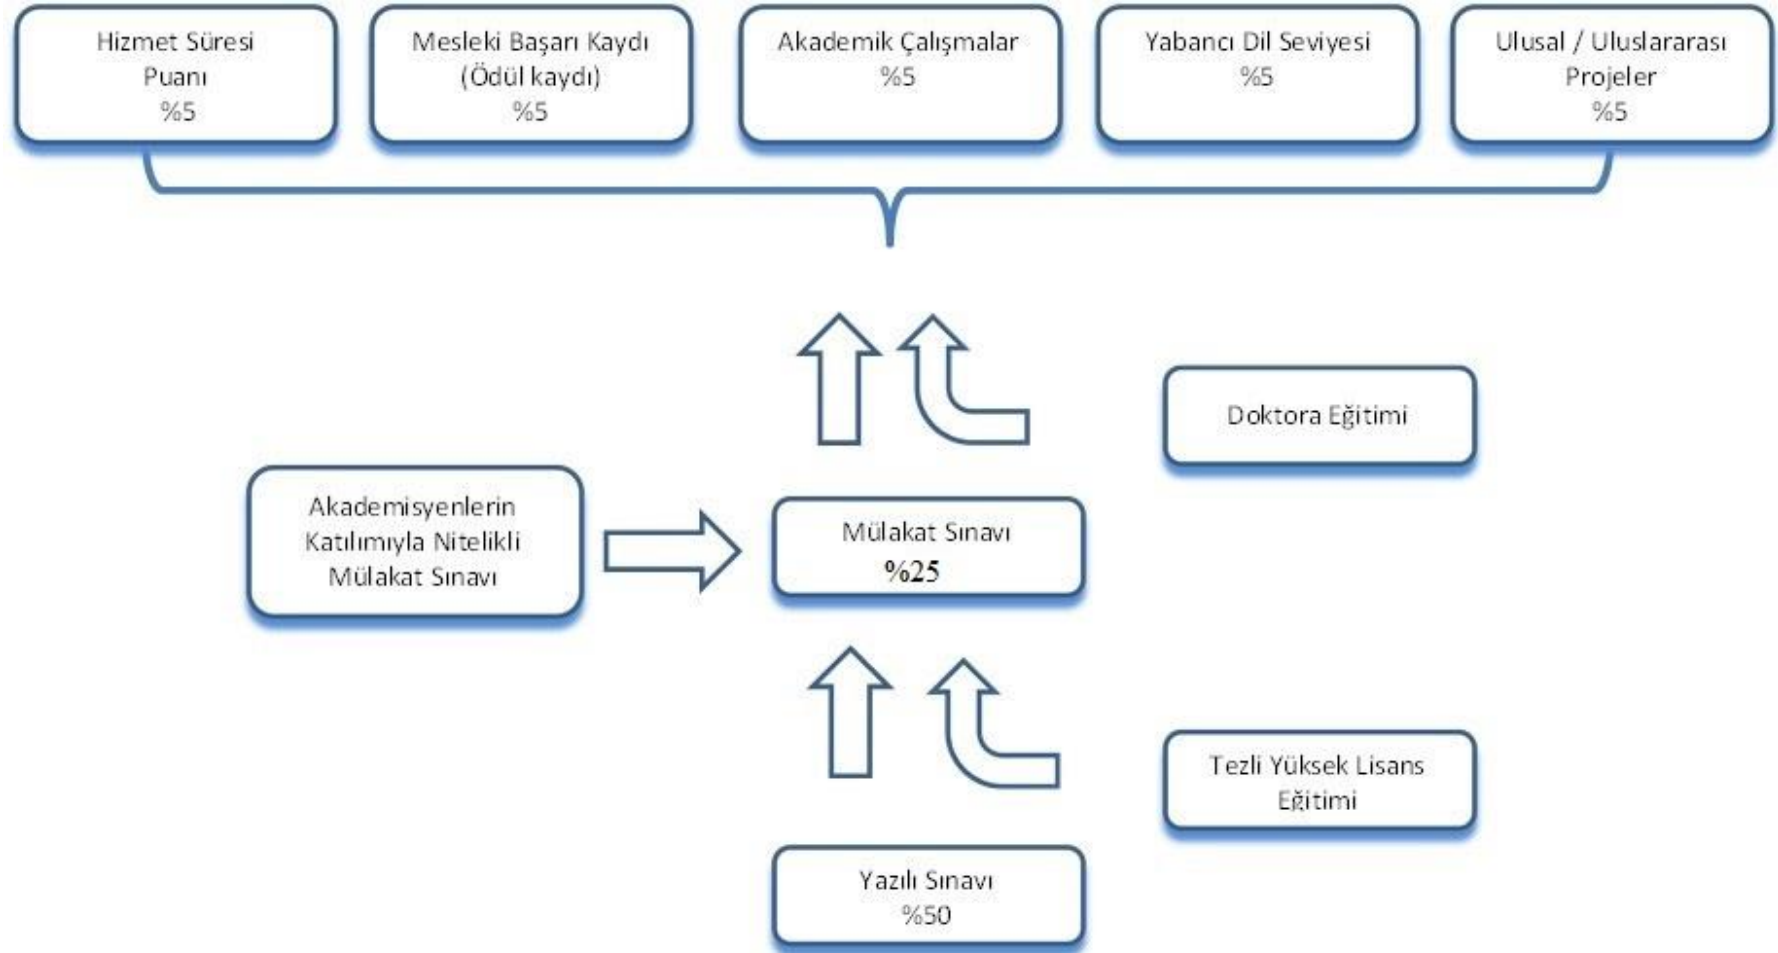 Hizmet Süresi
Puanı
%5
Mesleki Başarı Kaydı
(Ödül kaydı)
%5
Akademik Çalışmalar
%5
Yabancı Dil Seviyesi
%5
Ulusal / Uluslararası
Projeler
%5
Doktora Eğitimi
Akademisyenlerin
Katılımıyla Nitelikli
Mülakat Sınavı
Mülakat Sınavı
%25
Tezli Yüksek Lisans
Eğitimi
Yazılı Sınavı
%50